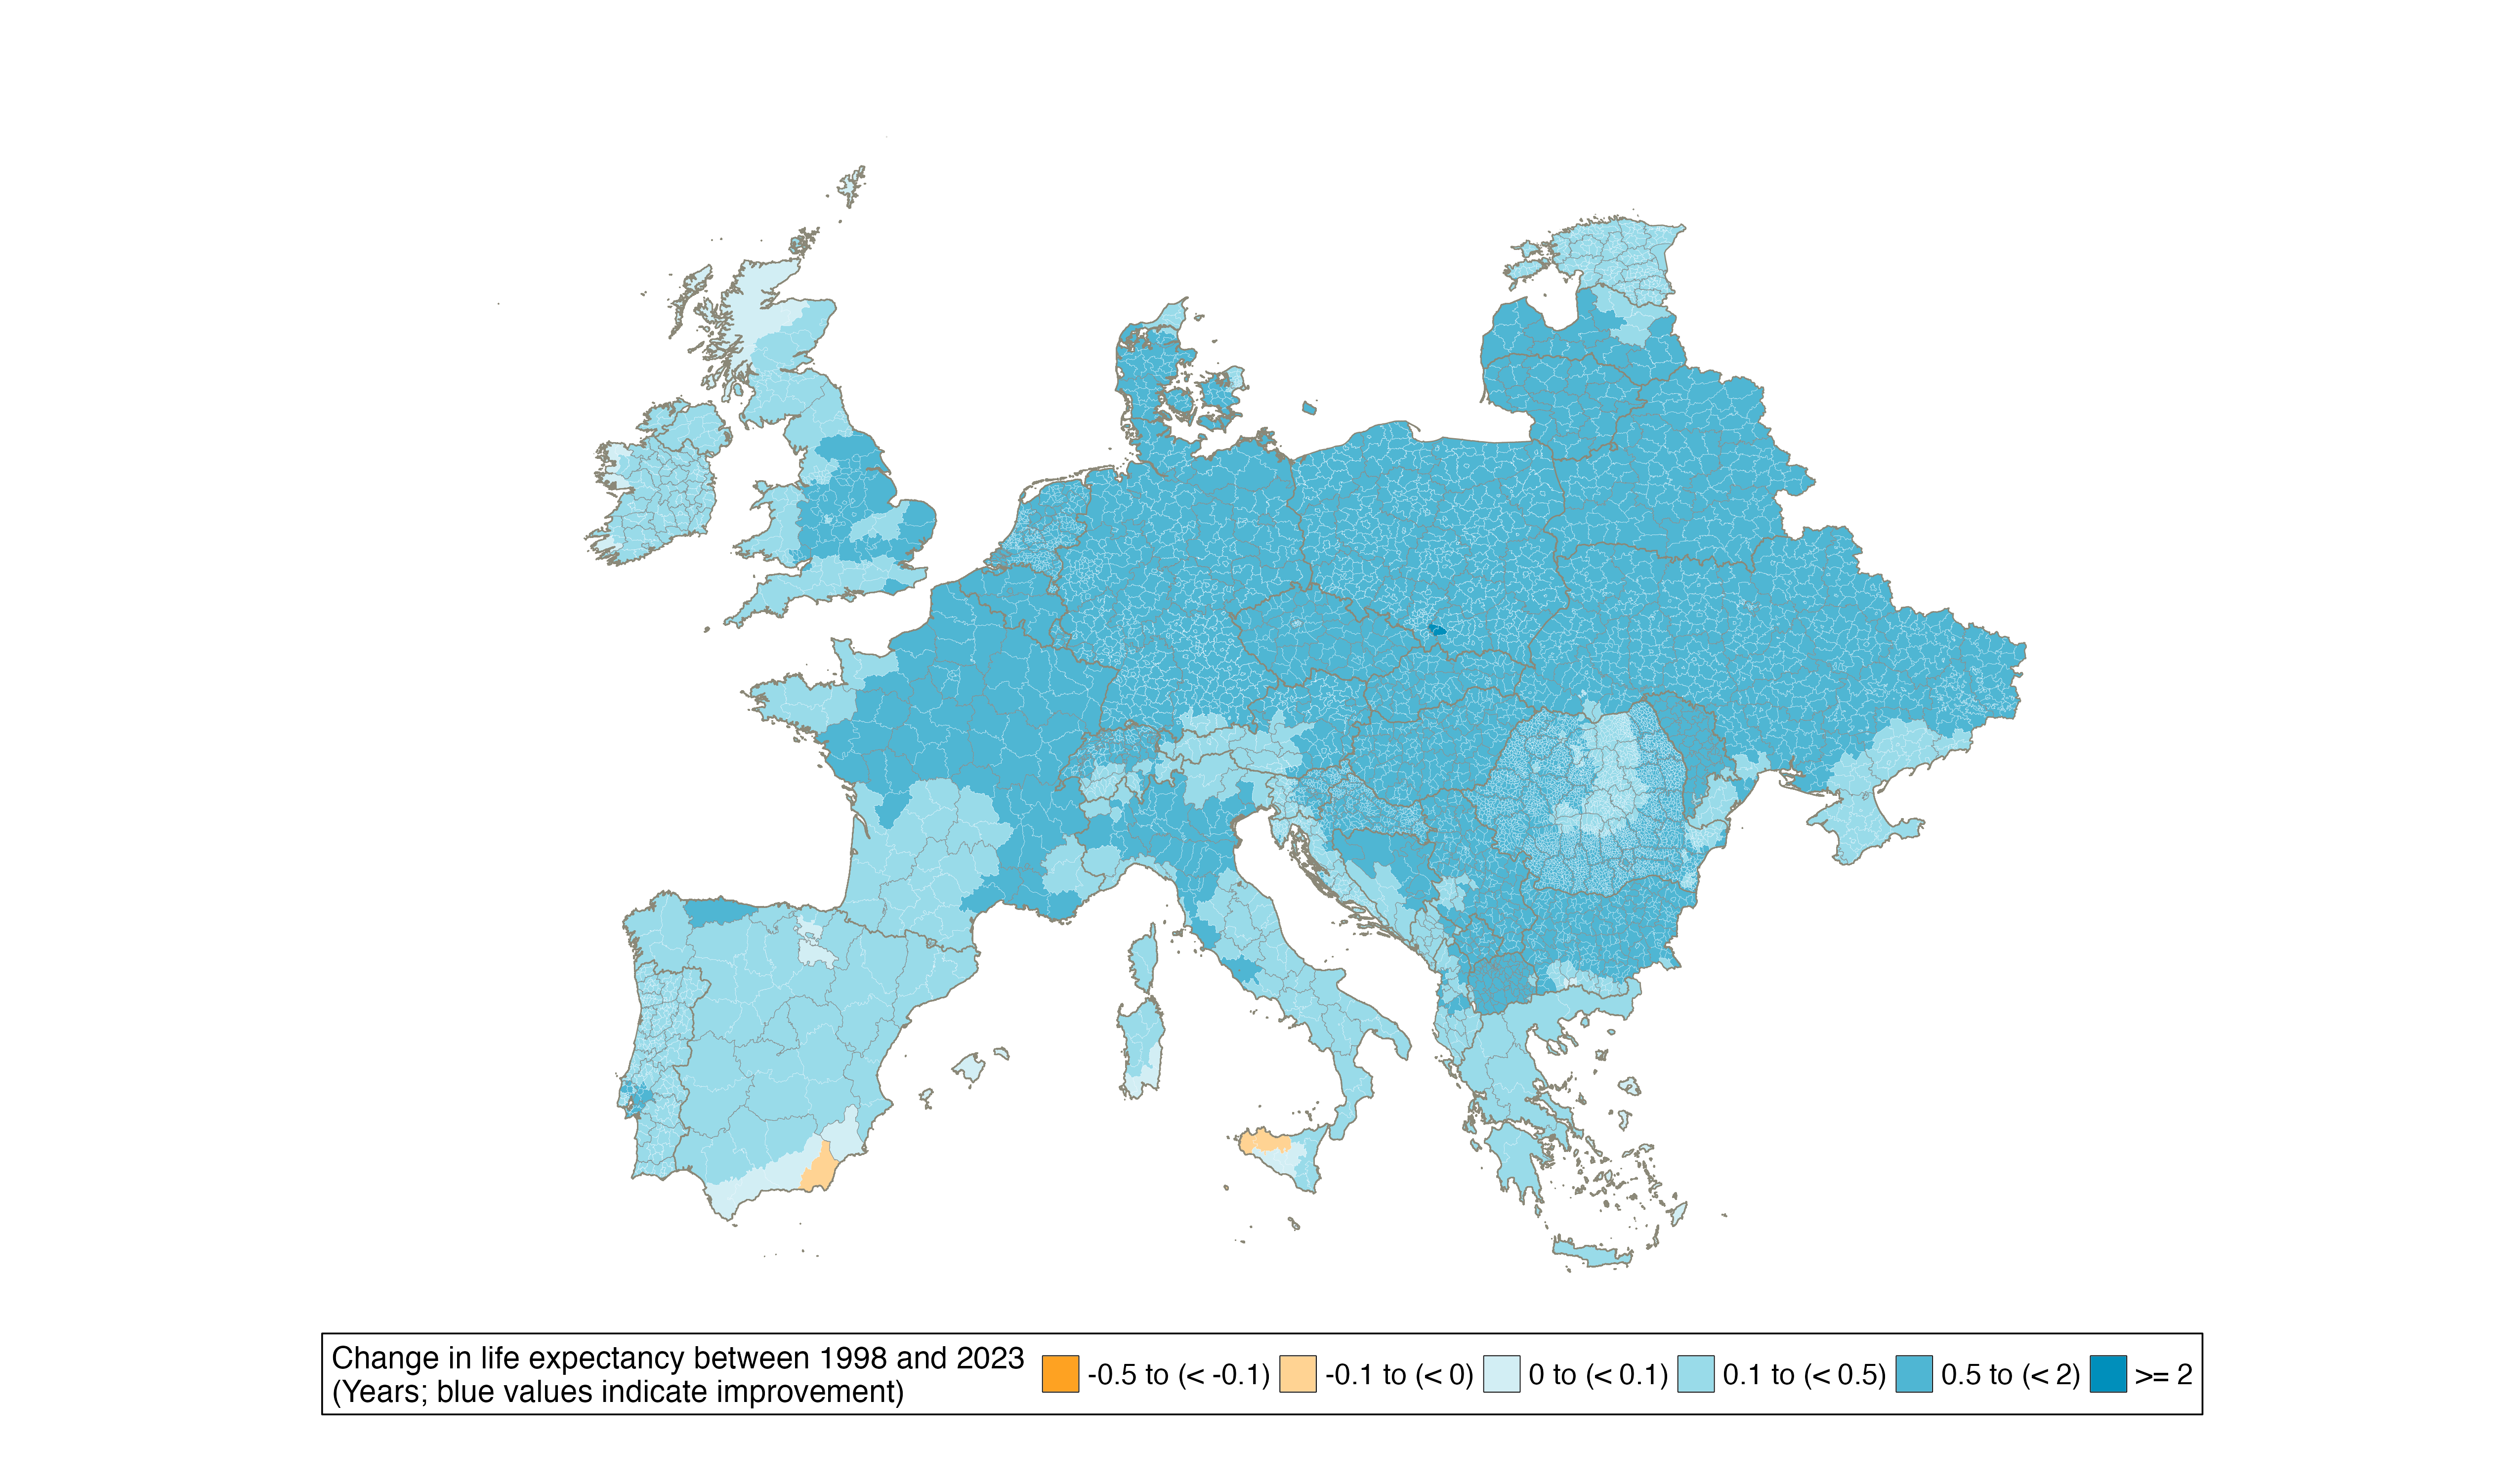 Change in life expectancy between 1998 and 2023
(Years; blue values indicate improvement)
-0.5 to (< -0.1) -0.1 to (< 0) 0 to (< 0.1) 0.1 to (< 0.5) 0.5 to (< 2) >= 2